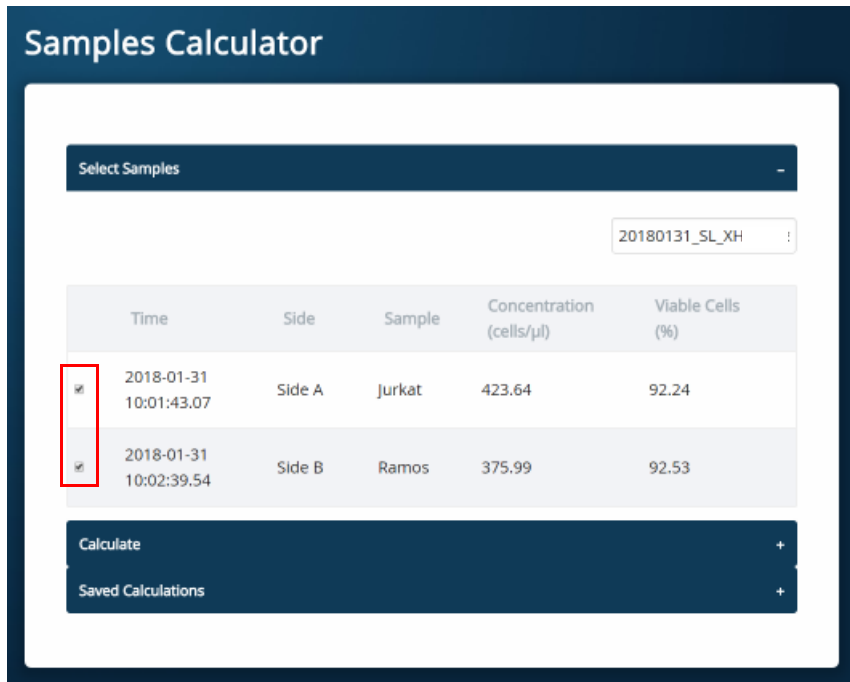 Samples Calculator
Select Samples –
20180131_SL_XH
Time Side Sample Concentration (cells/µl) Viable Cells (%)
2018-01-31 10:01:43.07 Side A Jurkat 423.64 92.24
2018-01-31 10:02:39.54 Side B Ramos 375.99 92.53
Calculate +
Saved Calculations +